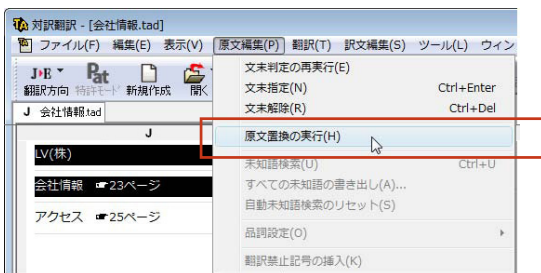 対訳翻訳 - [会社情報.tad]
ファイル(F) 編集(E) 表示(V) 原文編集(P) 翻訳(T) 訳文編集(S) ツール(L) ウィン
J›E Pat
翻訳方向 特許モード 新規作成 開く
J 会社情報.tad
J
LV(株)
会社情報 ☛23ページ
アクセス ☛25ページ
文末判定の再実行(E)
文末指定(N) Ctrl+Enter
文末解除(R) Ctrl+Del
原文置換の実行(H)
未知語検索(U) Ctrl+U
すべての未知語の書き出し(A)...
自動未知語検索のリセット(S)
品詞設定(O)
翻訳禁止記号の挿入(K)